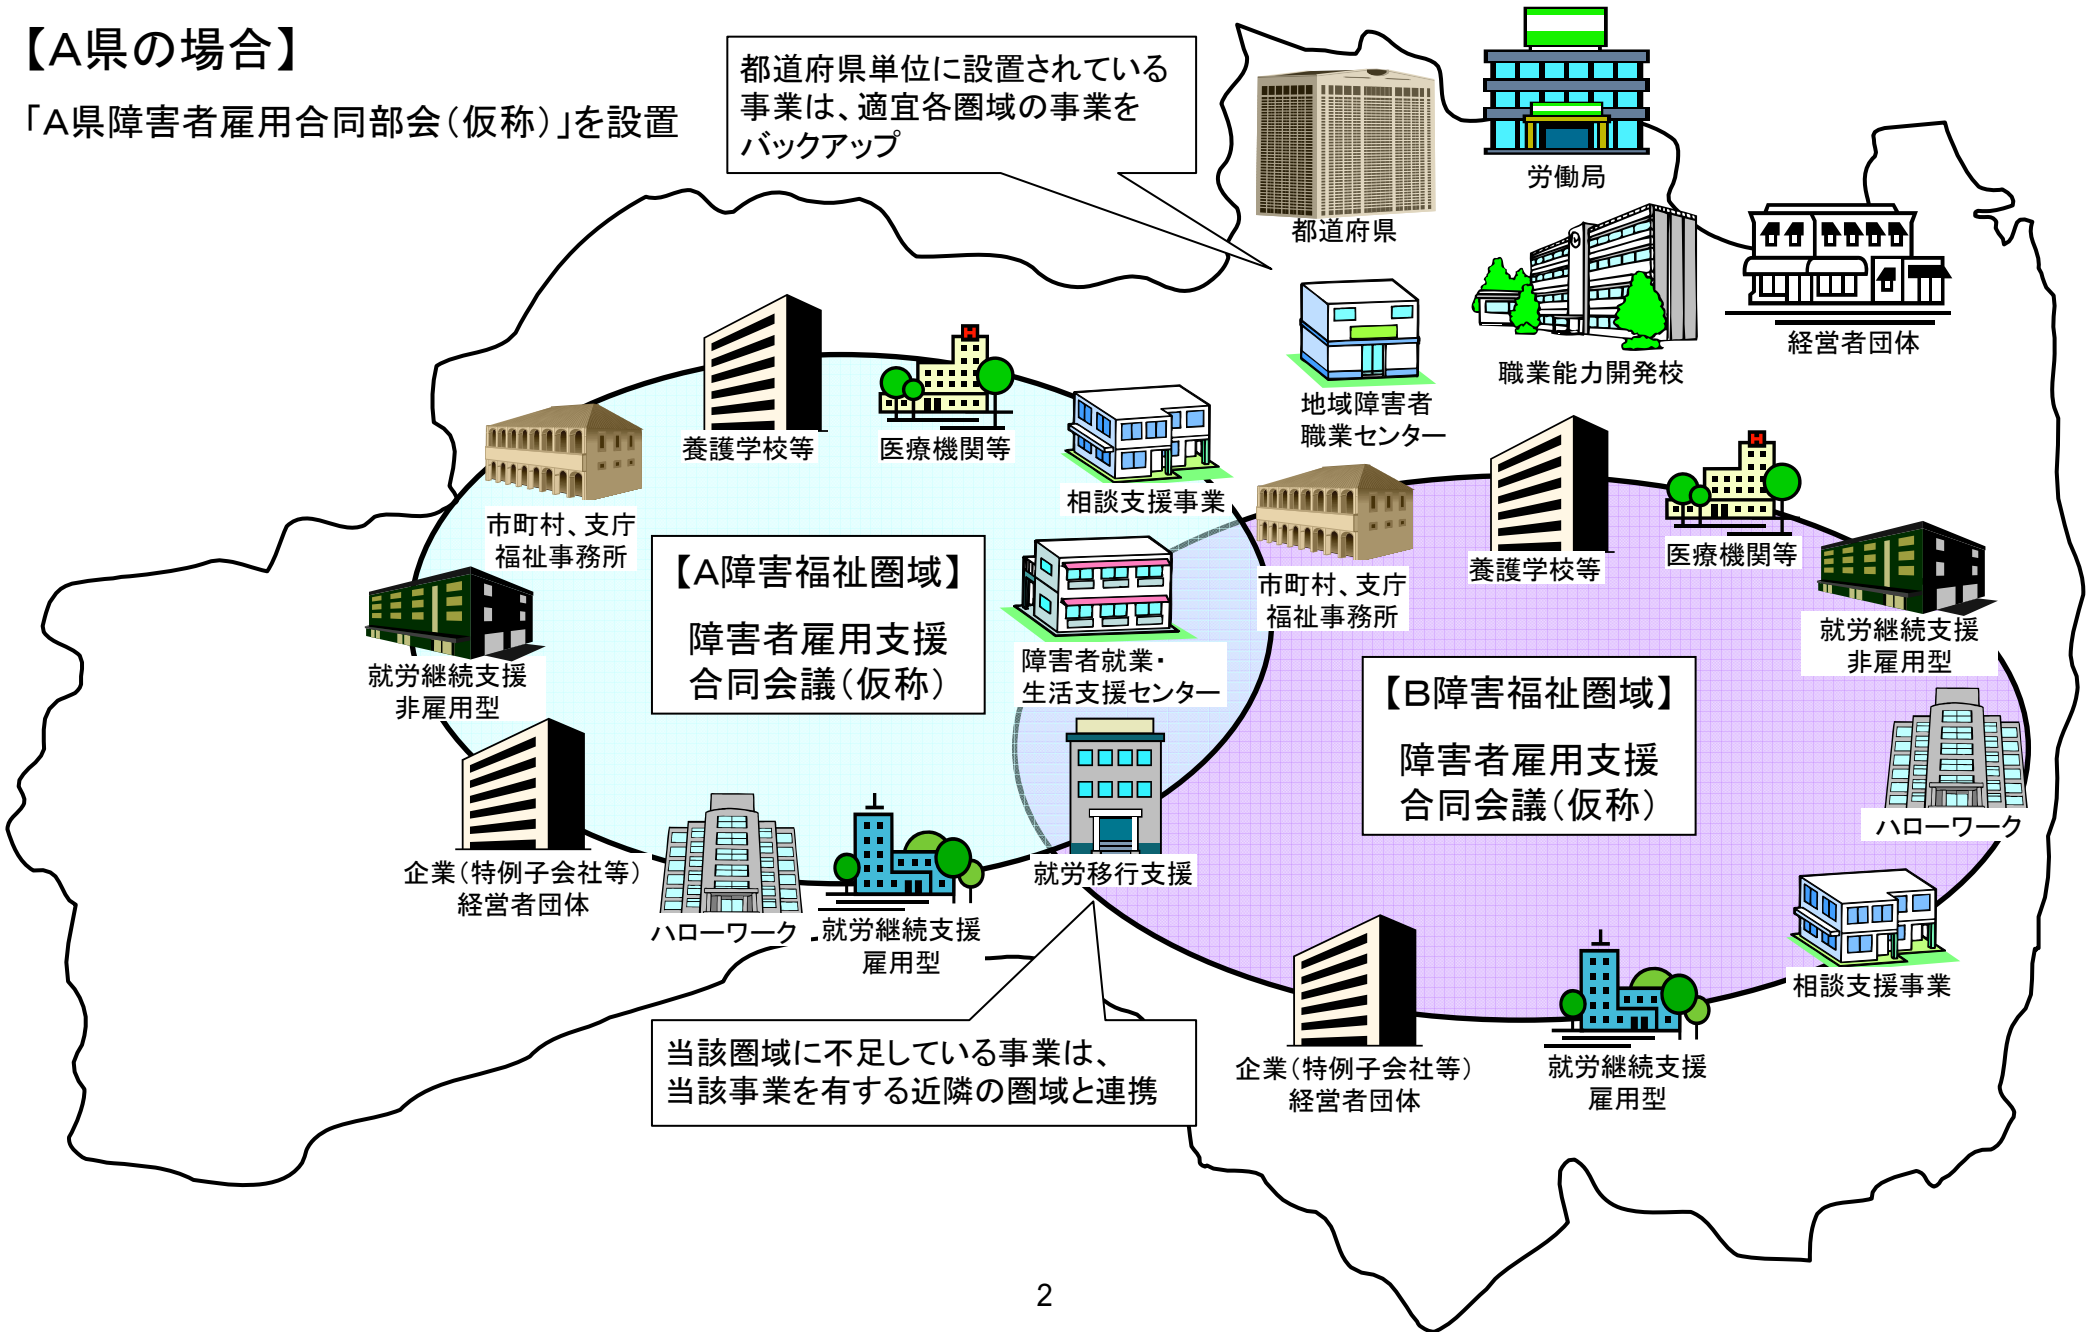 【A県の場合】
「A県障害者雇用合同部会（仮称）」を設置
都道府県単位に設置されている
事業は、適宜各圏域の事業を
バックアップ
労働局
都道府県
経営者団体
職業能力開発校
地域障害者
職業センター
養護学校等
医療機関等
相談支援事業
市町村、支庁
福祉事務所
【A障害福祉圏域】
障害者雇用支援
合同会議（仮称）
障害者就業・
生活支援センター
就労継続支援
非雇用型
企業（特例子会社等）
経営者団体
ハローワーク
就労継続支援
雇用型
就労移行支援
市町村、支庁
福祉事務所
養護学校等
医療機関等
就労継続支援
非雇用型
【B障害福祉圏域】
障害者雇用支援
合同会議（仮称）
ハローワーク
相談支援事業
企業（特例子会社等）
経営者団体
就労継続支援
雇用型
当該圏域に不足している事業は、
当該事業を有する近隣の圏域と連携
2